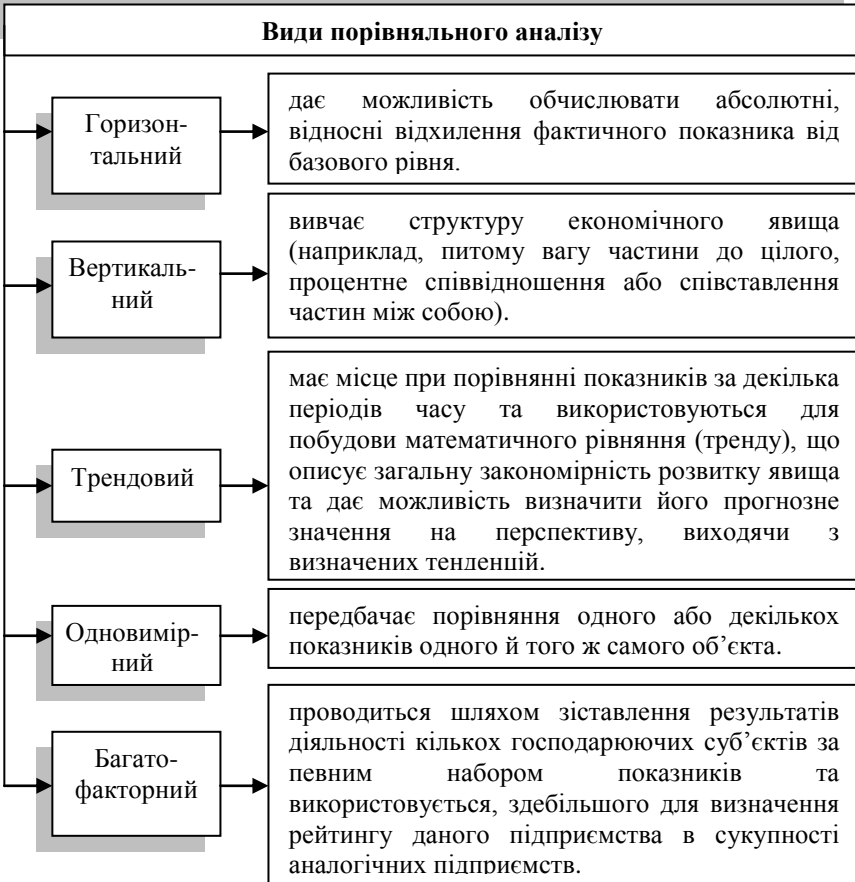 Види порівняльного аналізу
Горизон-
тальний
дає можливість обчислювати абсолютні,
відносні відхилення фактичного показника від
базового рівня.
Вертикаль-
ний
вивчає структуру економічного явища
(наприклад, питому вагу частини до цілого,
процентне співвідношення або співставлення
частин між собою).
Трендовий
має місце при порівнянні показників за декілька
періодів часу та використовуються для
побудови математичного рівняння (тренду), що
описує загальну закономірність розвитку явища
та дає можливість визначити його прогнозне
значення на перспективу, виходячи з
визначених тенденцій.
Одновимір-
ний
передбачає порівняння одного або декількох
показників одного й того ж самого об’єкта.
Багато-
факторний
проводиться шляхом зіставлення результатів
діяльності кількох господарюючих суб’єктів за
певним набором показників та
використовується, здебільшого для визначення
рейтингу даного підприємства в сукупності
аналогічних підприємств.